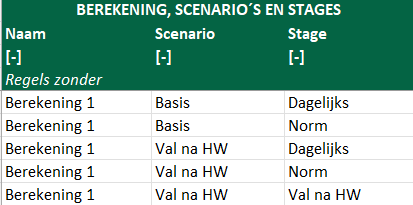 BEREKENING, SCENARIO´S EN STAGES
Naam Scenario Stage
[-] [-] [-]
Regels zonder
Berekening 1 Basis Dagelijks
Berekening 1 Basis Norm
Berekening 1 Val na HW Dagelijks
Berekening 1 Val na HW Norm
Berekening 1 Val na HW Val na HW